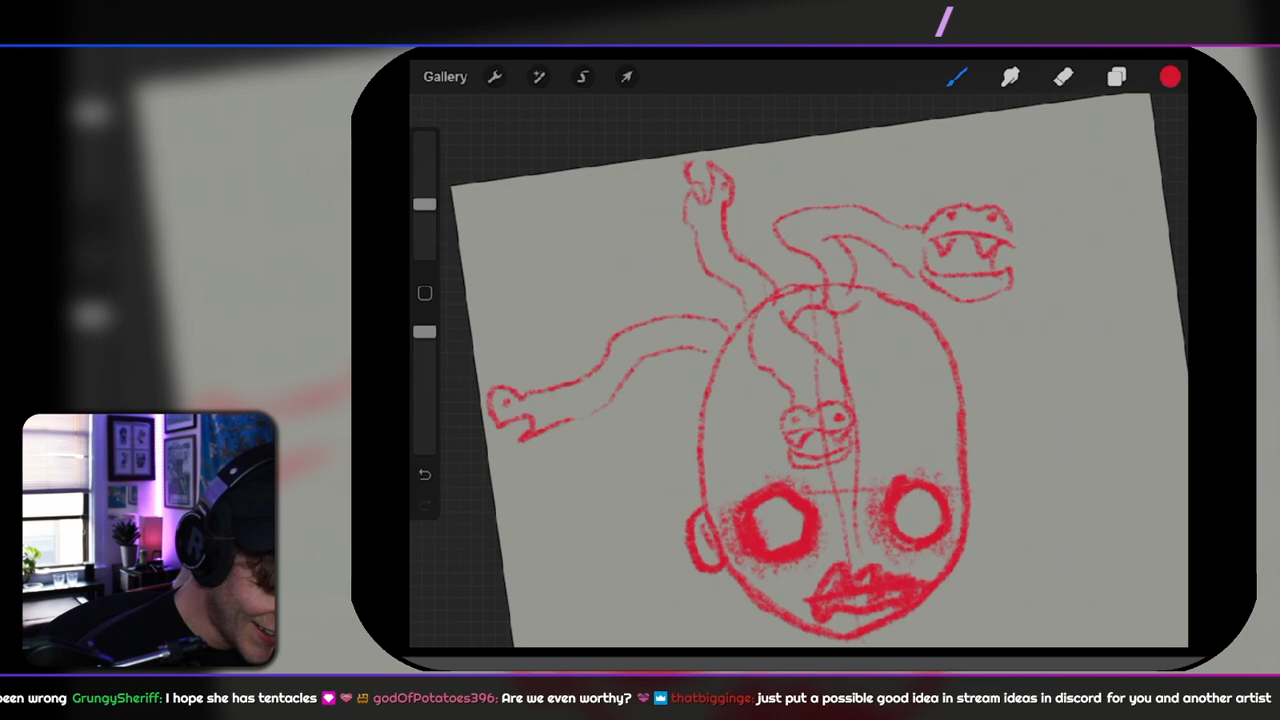 /
Gallery
been wrong GrungySheriff: I hope she has tentacles godOfPotatoes396: Are we even worthy? thatbigginge: just put a possible good idea in stream ideas in discord for you and another artist